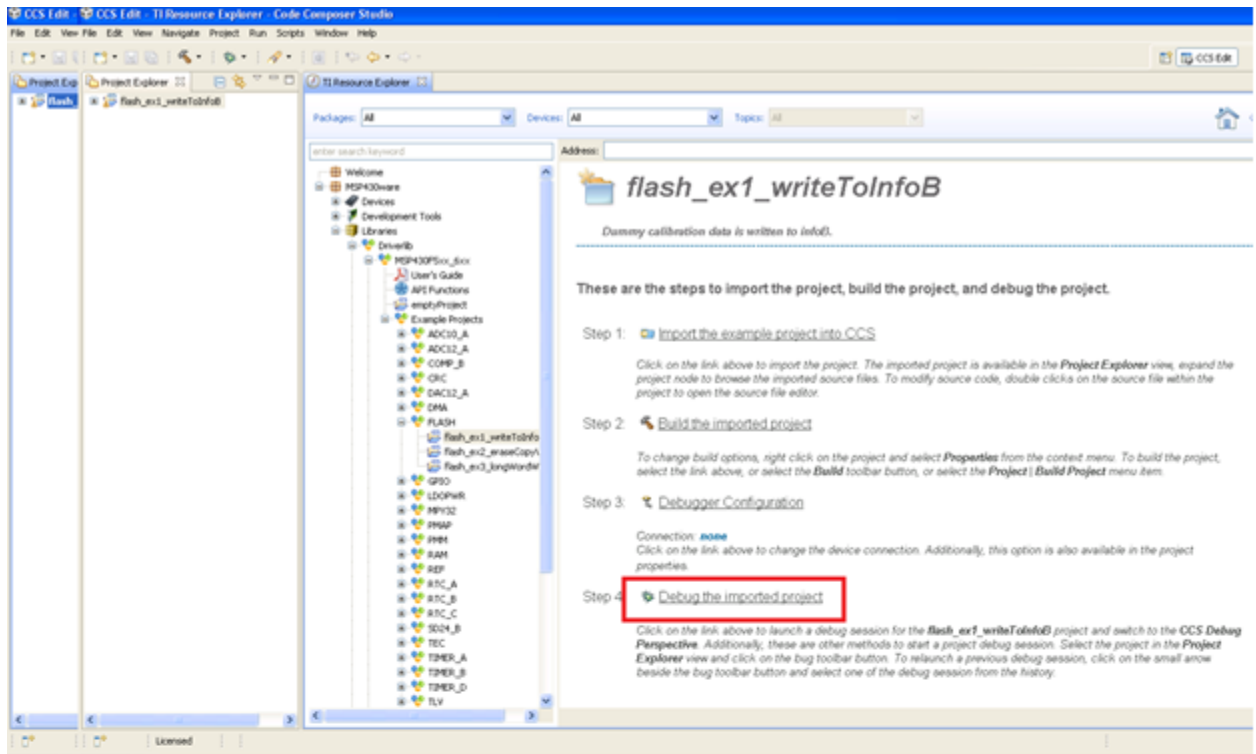 CCS Edit - CCS Edit - TI Resource Explorer - Code Composer Studio
File Edit View File Edit View Navigate Project Run Scripts Window Help
CCS Edit
Project Exp Project Explorer TI Resource Explorer
flash_ flash_ex1_writeToInfoB
Packages: All Devices: All Topics: All
enter search keyword Address:
Welcome
MSP430ware
Devices
Development Tools
Libraries
Driverlib
MSP430F5xx_6xx
User's Guide
API Functions
emptyProject
Example Projects
ADC10_A
ADC12_A
COMP_B
CRC
DAC12_A
DMA
FLASH
flash_ex1_writeToInfo
flash_ex2_eraseCopy
flash_ex3_longWordW
GPIO
LDOPWR
MPY32
PMAP
PMM
RAM
REF
RTC_A
RTC_B
RTC_C
SD24_B
TEC
TIMER_A
TIMER_B
TIMER_D
TLV
flash_ex1_writeToInfoB
Dummy calibration data is written to infoB.
These are the steps to import the project, build the project, and debug the project.
Step 1: Import the example project into CCS
Click on the link above to import the project. The imported project is available in the Project Explorer view, expand the
project node to browse the imported source files. To modify source code, double clicks on the source file within the
project to open the source file editor.
Step 2: Build the imported project
To change build options, right click on the project and select Properties from the context menu. To build the project,
select the link above, or select the Build toolbar button, or select the Project | Build Project menu item.
Step 3: Debugger Configuration
Connection: none
Click on the link above to change the device connection. Additionally, this option is also available in the project
properties.
Step 4 Debug the imported project
Click on the link above to launch a debug session for the flash_ex1_writeToInfoB project and switch to the CCS Debug
Perspective. Additionally, these are other methods to start a project debug session. Select the project in the Project
Explorer view and click on the bug toolbar button. To relaunch a previous debug session, click on the small arrow
beside the bug toolbar button and select one of the debug session from the history.
Licensed